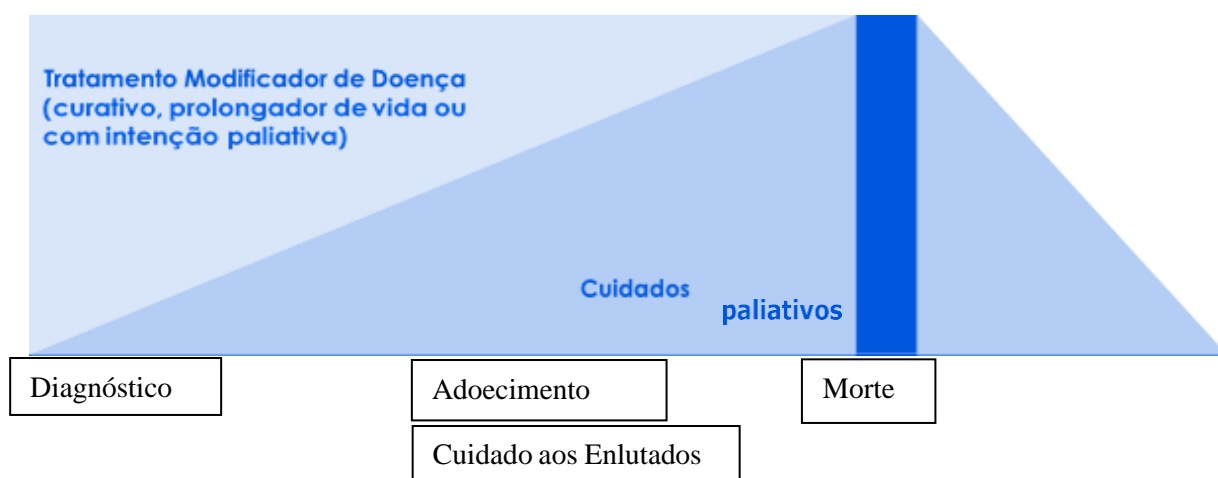 Tratamento Modificador de Doença
(curativo, prolongador de vida ou
com intenção paliativa)
Cuidados
paliativos
Diagnóstico
Adoecimento
Morte
Cuidado aos Enlutados